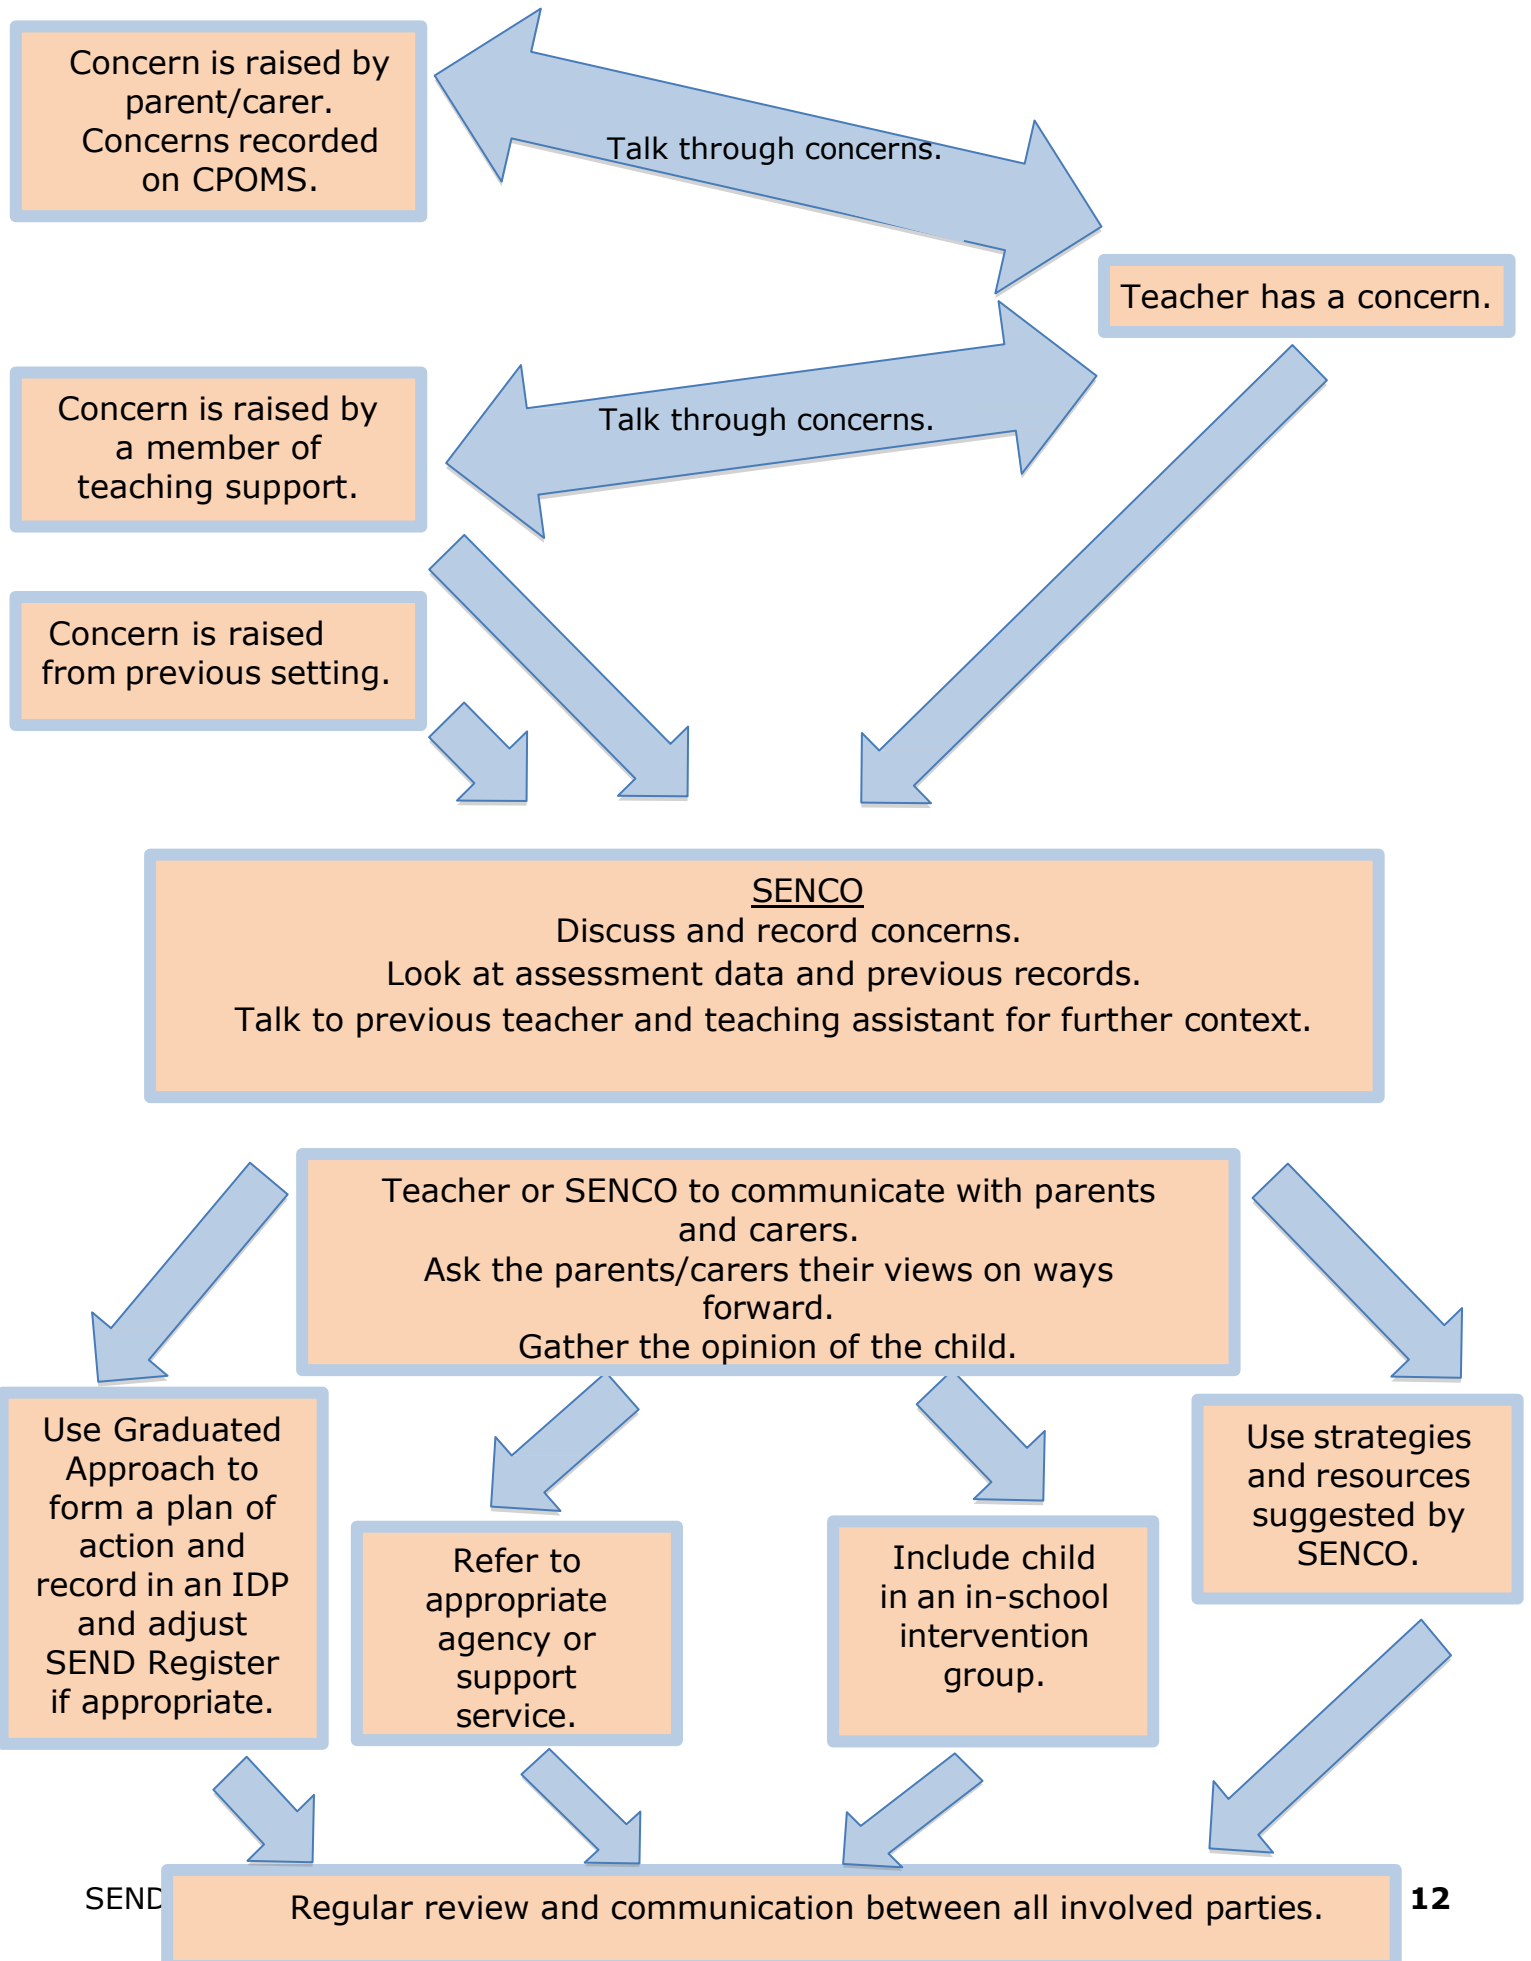 Concern is raised by
parent/carer.
Concerns recorded
on CPOMS.
Talk through concerns.
Teacher has a concern.
Concern is raised by
a member of
teaching support.
Talk through concerns.
Concern is raised
from previous setting.
SENCO
Discuss and record concerns.
Look at assessment data and previous records.
Talk to previous teacher and teaching assistant for further context.
Teacher or SENCO to communicate with parents
and carers.
Ask the parents/carers their views on ways
forward.
Gather the opinion of the child.
Use Graduated
Approach to
form a plan of
action and
record in an IDP
and adjust
SEND Register
if appropriate.
Refer to
appropriate
agency or
support
service.
Include child
in an in-school
intervention
group.
Use strategies
and resources
suggested by
SENCO.
SEND
Regular review and communication between all involved parties.
12